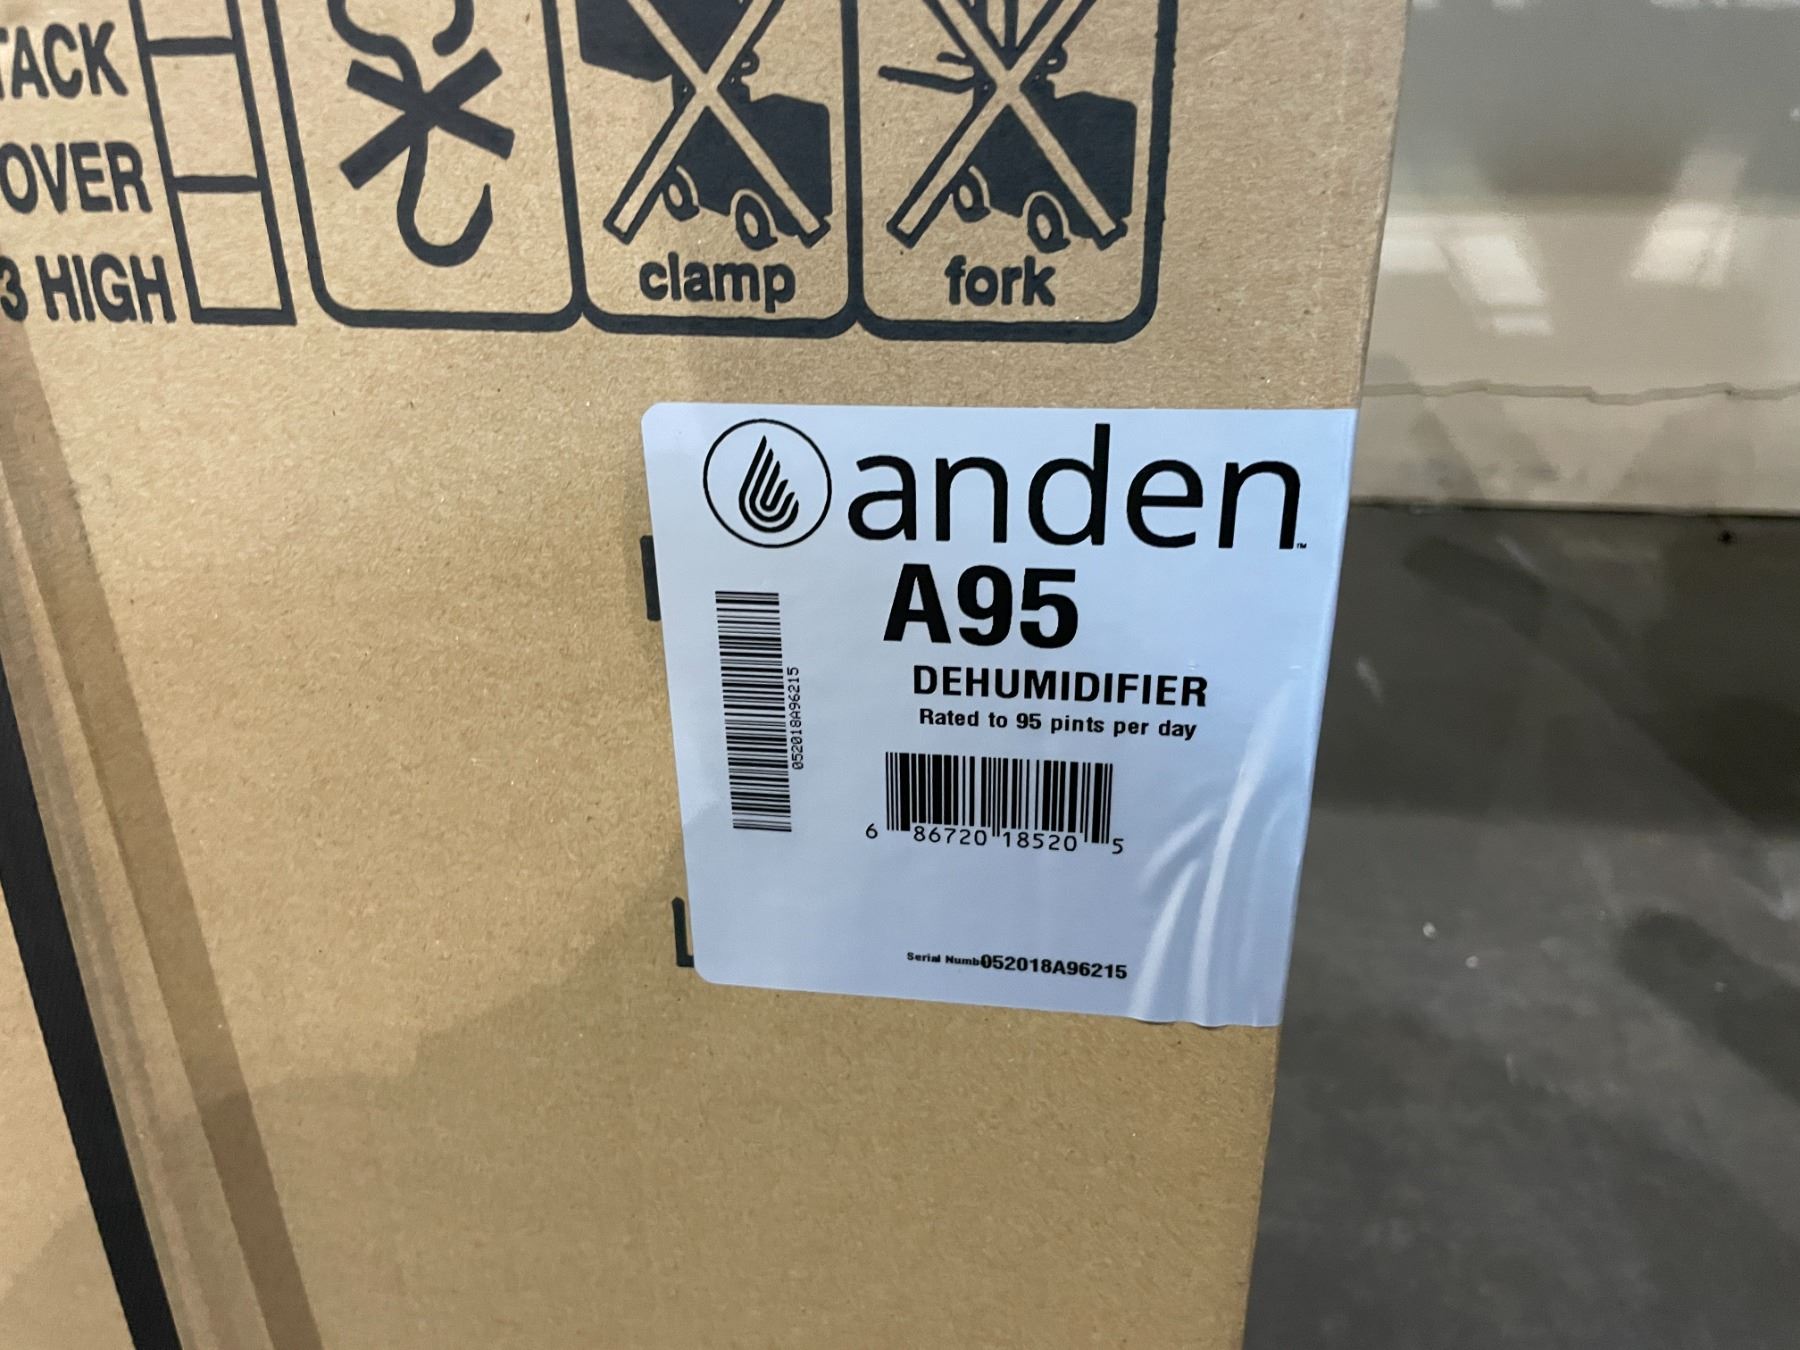 TACK
OVER
3 HIGH
clamp
fork
anden™
A95
DEHUMIDIFIER
Rated to 95 pints per day
052018A96215
6 86720 18520 5
Serial Numb052018A96215